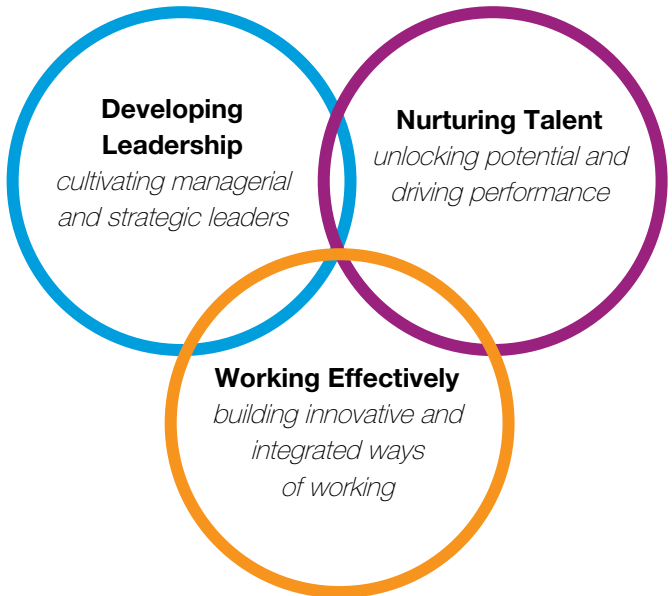 Developing
Leadership
cultivating managerial
and strategic leaders
Nurturing Talent
unlocking potential and
driving performance
Working Effectively
building innovative and
integrated ways
of working